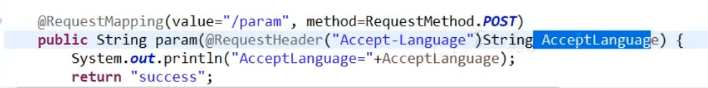 @RequestMapping(value="/param", method=RequestMethod.POST)
public String param(@RequestHeader("Accept-Language")String AcceptLanguage) {
System.out.println("AcceptLanguage="+AcceptLanguage);
return "success";